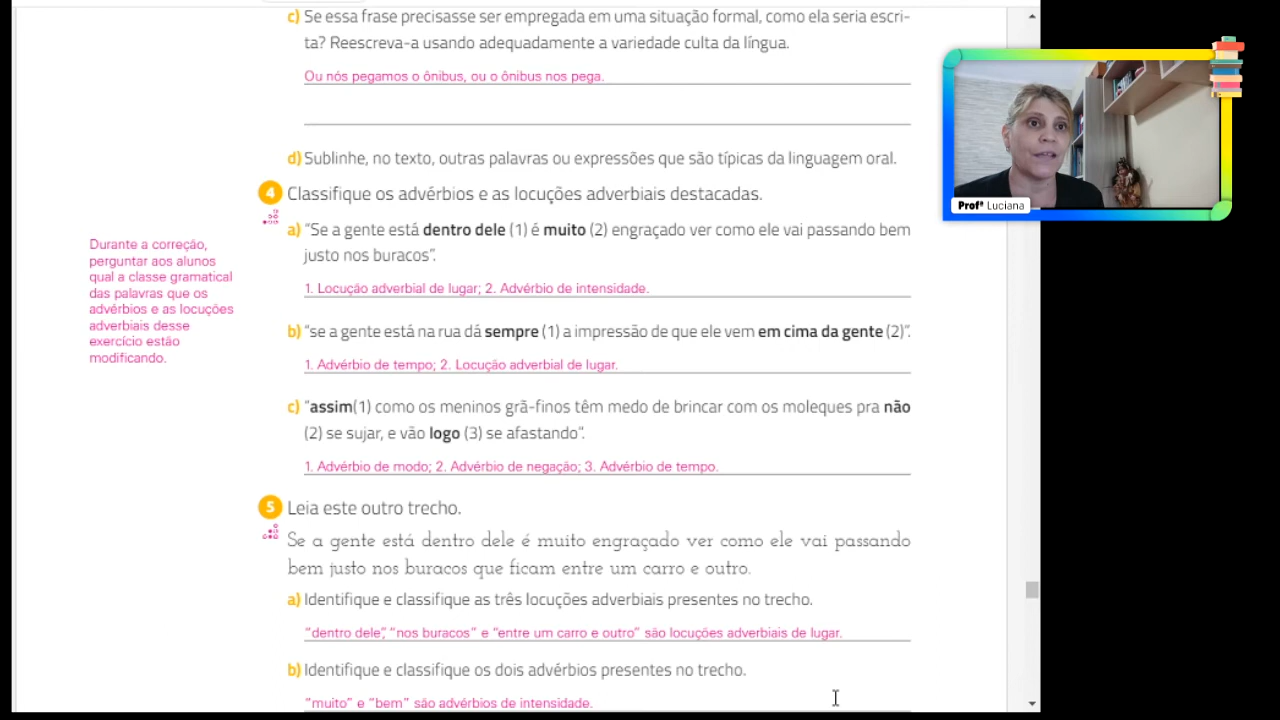 c) Se essa frase precisasse ser empregada em uma situação formal, como ela seria escri-
ta? Reescreva-a usando adequadamente a variedade culta da língua.
Ou nós pegamos o ônibus, ou o ônibus nos pega.
d) Sublinhe, no texto, outras palavras ou expressões que são típicas da linguagem oral.
4 Classifique os advérbios e as locuções adverbiais destacadas.
a) “Se a gente está dentro dele (1) é muito (2) engraçado ver como ele vai passando bem
justo nos buracos”.
1. Locução adverbial de lugar; 2. Advérbio de intensidade.
b) “se a gente está na rua dá sempre (1) a impressão de que ele vem em cima da gente (2)”.
1. Advérbio de tempo; 2. Locução adverbial de lugar.
c) “assim(1) como os meninos grã-finos têm medo de brincar com os moleques pra não
(2) se sujar, e vão logo (3) se afastando”.
1. Advérbio de modo; 2. Advérbio de negação; 3. Advérbio de tempo.
Durante a correção,
perguntar aos alunos
qual a classe gramatical
das palavras que os
advérbios e as locuções
adverbiais desse
exercício estão
modificando.
5 Leia este outro trecho.
Se a gente está dentro dele é muito engraçado ver como ele vai passando
bem justo nos buracos que ficam entre um carro e outro.
a) Identifique e classifique as três locuções adverbiais presentes no trecho.
“dentro dele”, “nos buracos” e “entre um carro e outro” são locuções adverbiais de lugar.
b) Identifique e classifique os dois advérbios presentes no trecho.
“muito” e “bem” são advérbios de intensidade.
Profª Luciana